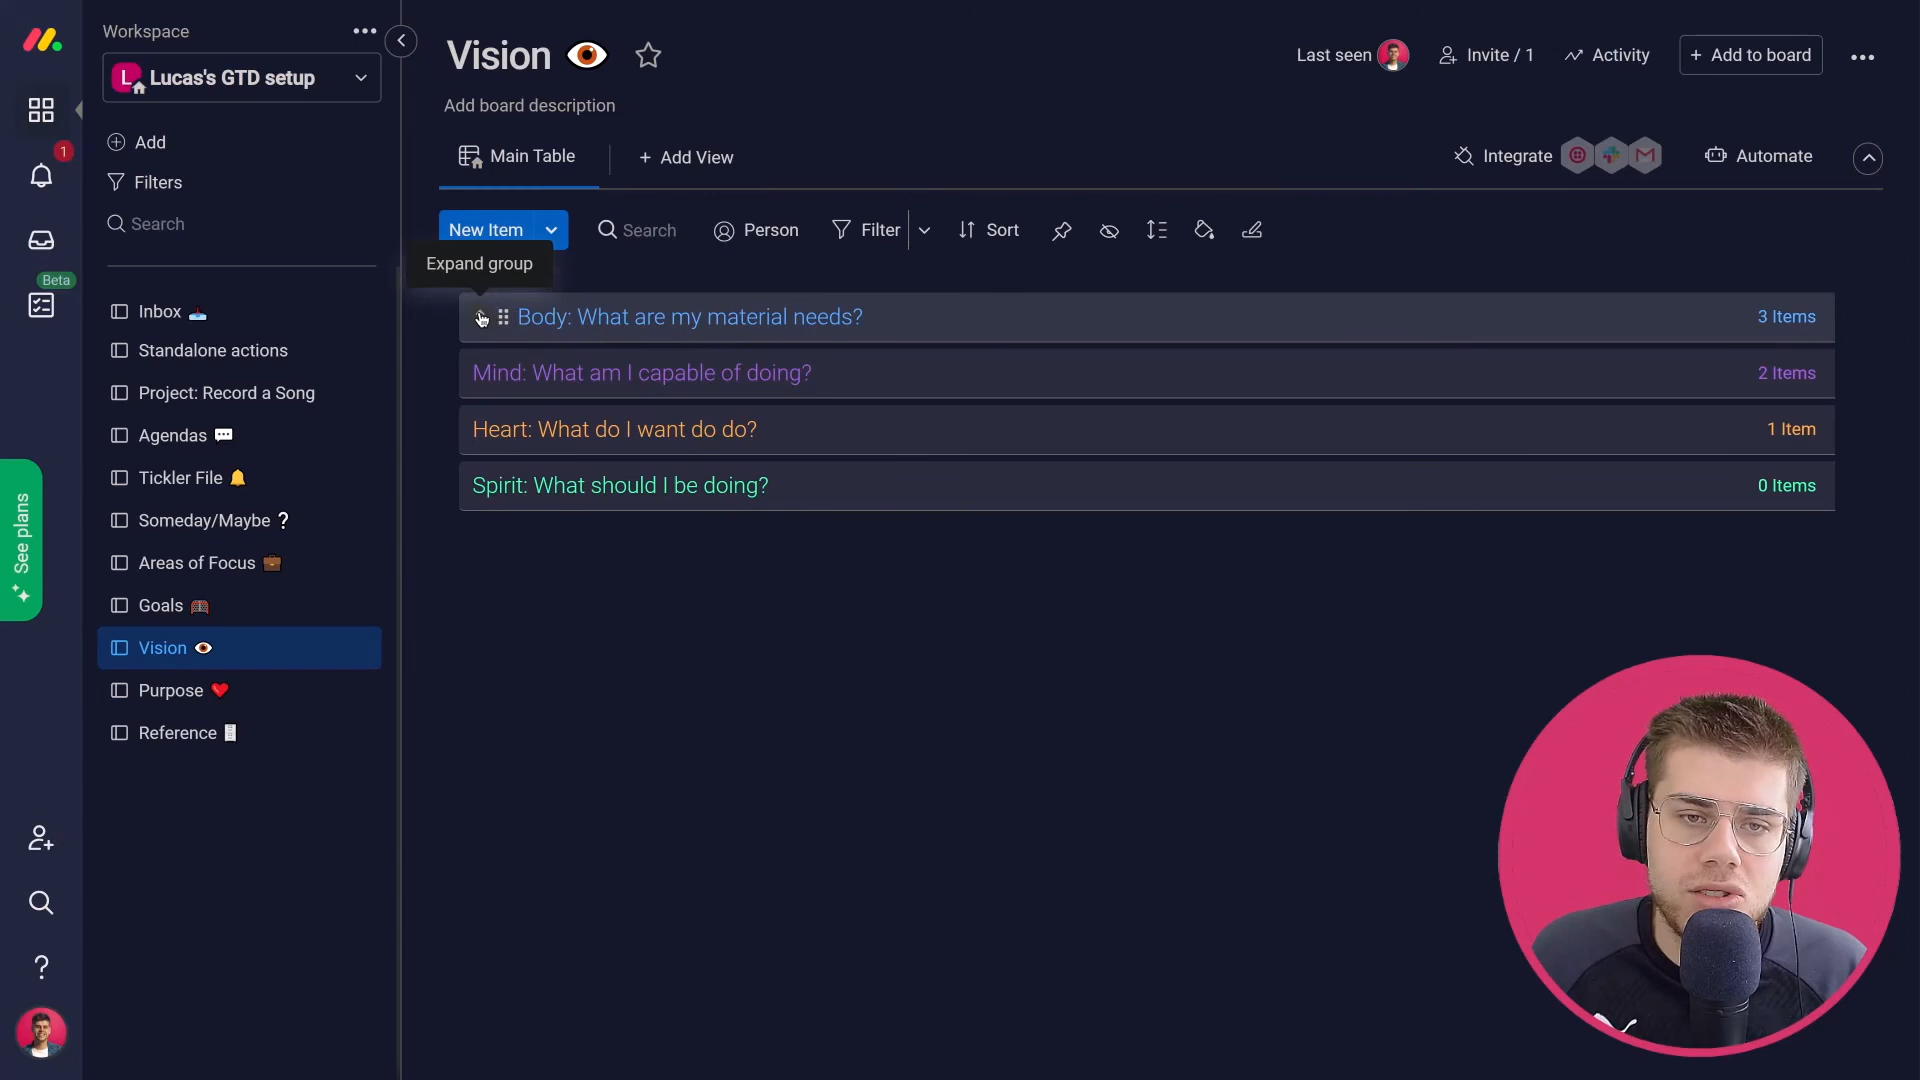 Workspace
L Lucas's GTD setup
Add
Filters
Search
Inbox
Standalone actions
Project: Record a Song
Agendas
Tickler File
Someday/Maybe ?
Areas of Focus
Goals
Vision
Purpose
Reference
1
Beta
See plans
?
Vision
Last seen
Invite / 1
Activity
+ Add to board
Add board description
Main Table
+ Add View
Integrate
Automate
New Item
Search
Person
Filter
Sort
Expand group
Body: What are my material needs? 3 Items
Mind: What am I capable of doing? 2 Items
Heart: What do I want do do? 1 Item
Spirit: What should I be doing? 0 Items